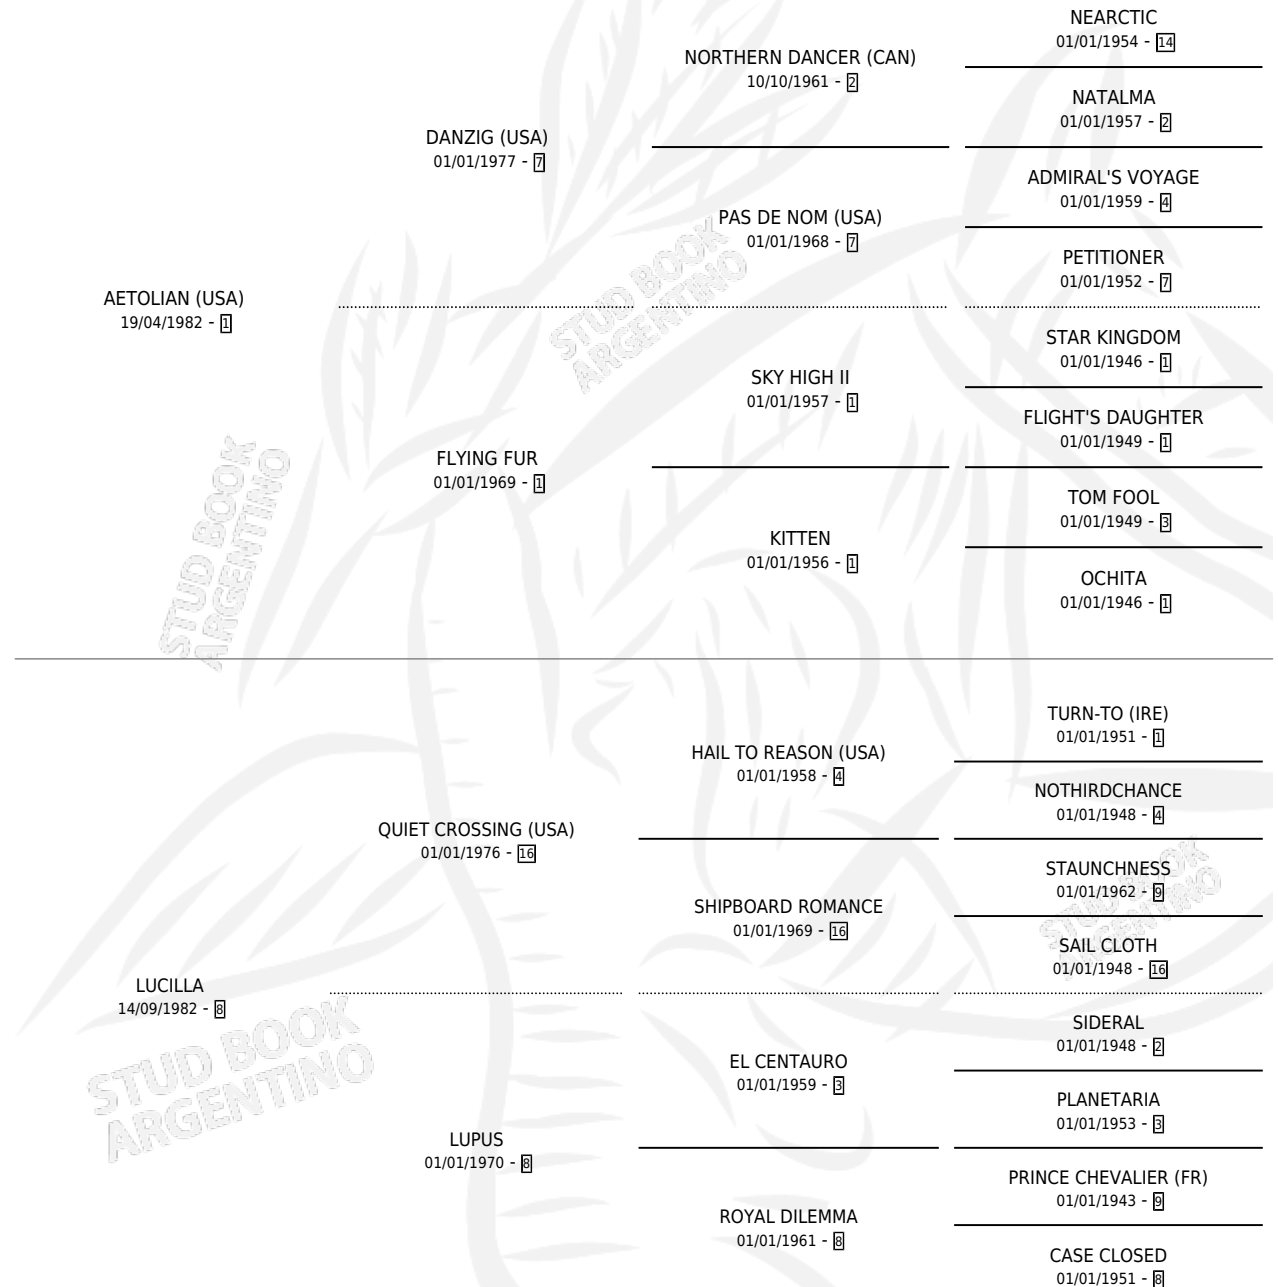 NEARCTIC
01/01/1954 - 14
NORTHERN DANCER (CAN)
10/10/1961 - 2
NATALMA
01/01/1957 - 2
DANZIG (USA)
01/01/1977 - 7
ADMIRAL'S VOYAGE
01/01/1959 - 4
PAS DE NOM (USA)
01/01/1968 - 7
PETITIONER
01/01/1952 - 7
AETOLIAN (USA)
19/04/1982 - 1
STUD BOOK
ARGENTINO
STAR KINGDOM
01/01/1946 - 1
SKY HIGH II
01/01/1957 - 1
FLIGHT'S DAUGHTER
01/01/1949 - 1
FLYING FUR
01/01/1969 - 1
TOM FOOL
01/01/1949 - 3
KITTEN
01/01/1956 - 1
OCHITA
01/01/1946 - 1
STUD BOOK
ARGENTINO
TURN-TO (IRE)
01/01/1951 - 1
HAIL TO REASON (USA)
01/01/1958 - 4
NOTHIRDCHANCE
01/01/1948 - 4
QUIET CROSSING (USA)
01/01/1976 - 16
STAUNCHNESS
01/01/1962 - 9
SHIPBOARD ROMANCE
01/01/1969 - 16
SAIL CLOTH
01/01/1948 - 16
STUD BOOK
ARGENTINO
LUCILLA
14/09/1982 - 8
SIDERAL
01/01/1948 - 2
EL CENTAURO
01/01/1959 - 3
PLANETARIA
01/01/1953 - 3
STUD BOOK
ARGENTINO
LUPUS
01/01/1970 - 8
PRINCE CHEVALIER (FR)
01/01/1943 - 9
ROYAL DILEMMA
01/01/1961 - 8
CASE CLOSED
01/01/1951 - 8